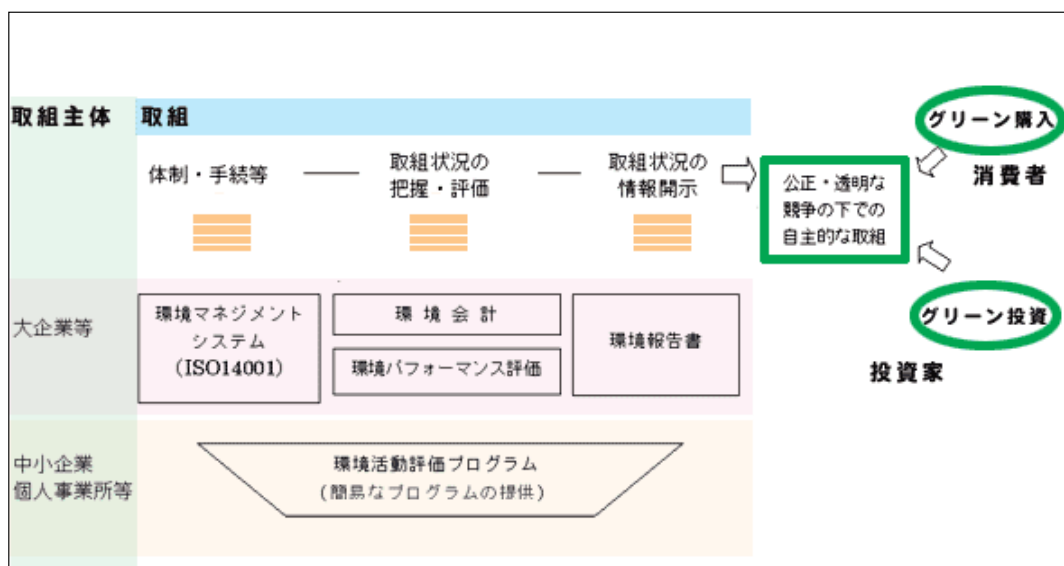 取組主体
取組
グリーン購入
消費者
体制・手続等
取組状況の
把握・評価
取組状況の
情報開示
公正・透明な
競争の下での
自主的な取組
大企業等
環境マネジメント
システム
(ISO14001)
環境会計
環境パフォーマンス評価
環境報告書
グリーン投資
投資家
中小企業
個人事業所等
環境活動評価プログラム
(簡易なプログラムの提供)